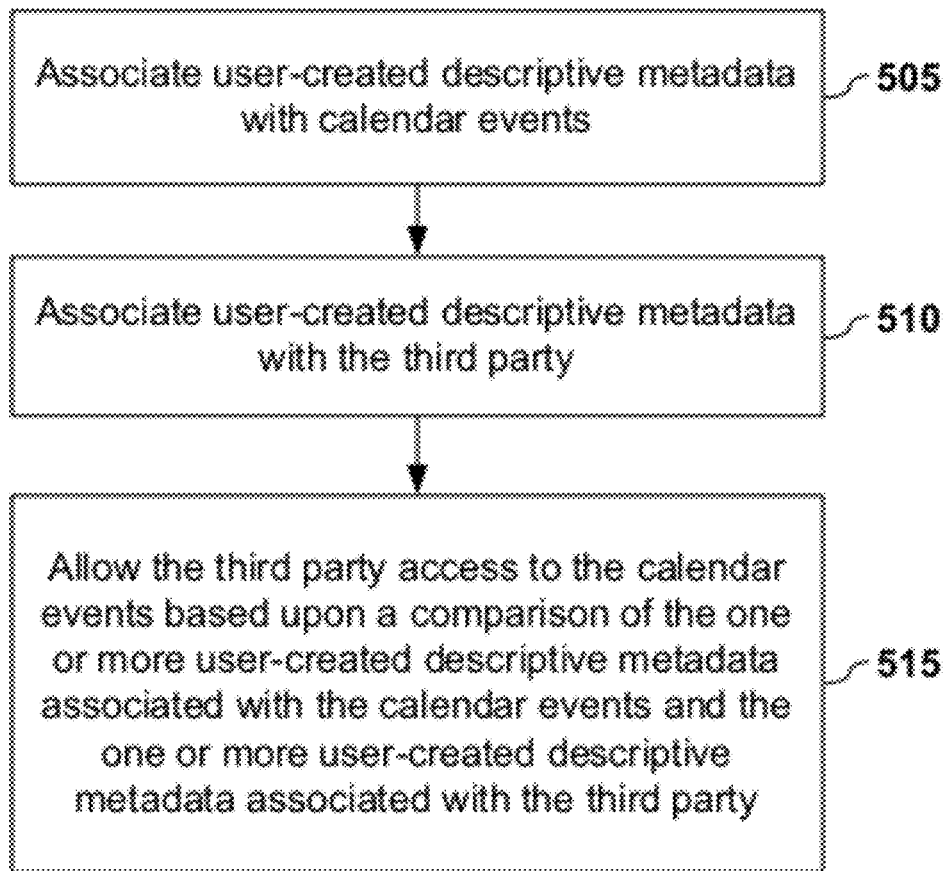 Associate user-created descriptive metadata
with calendar events
505
Associate user-created descriptive metadata
with the third party
510
Allow the third party access to the calendar
events based upon a comparison of the one
or more user-created descriptive metadata
associated with the calendar events and the
one or more user-created descriptive
metadata associated with the third party
515